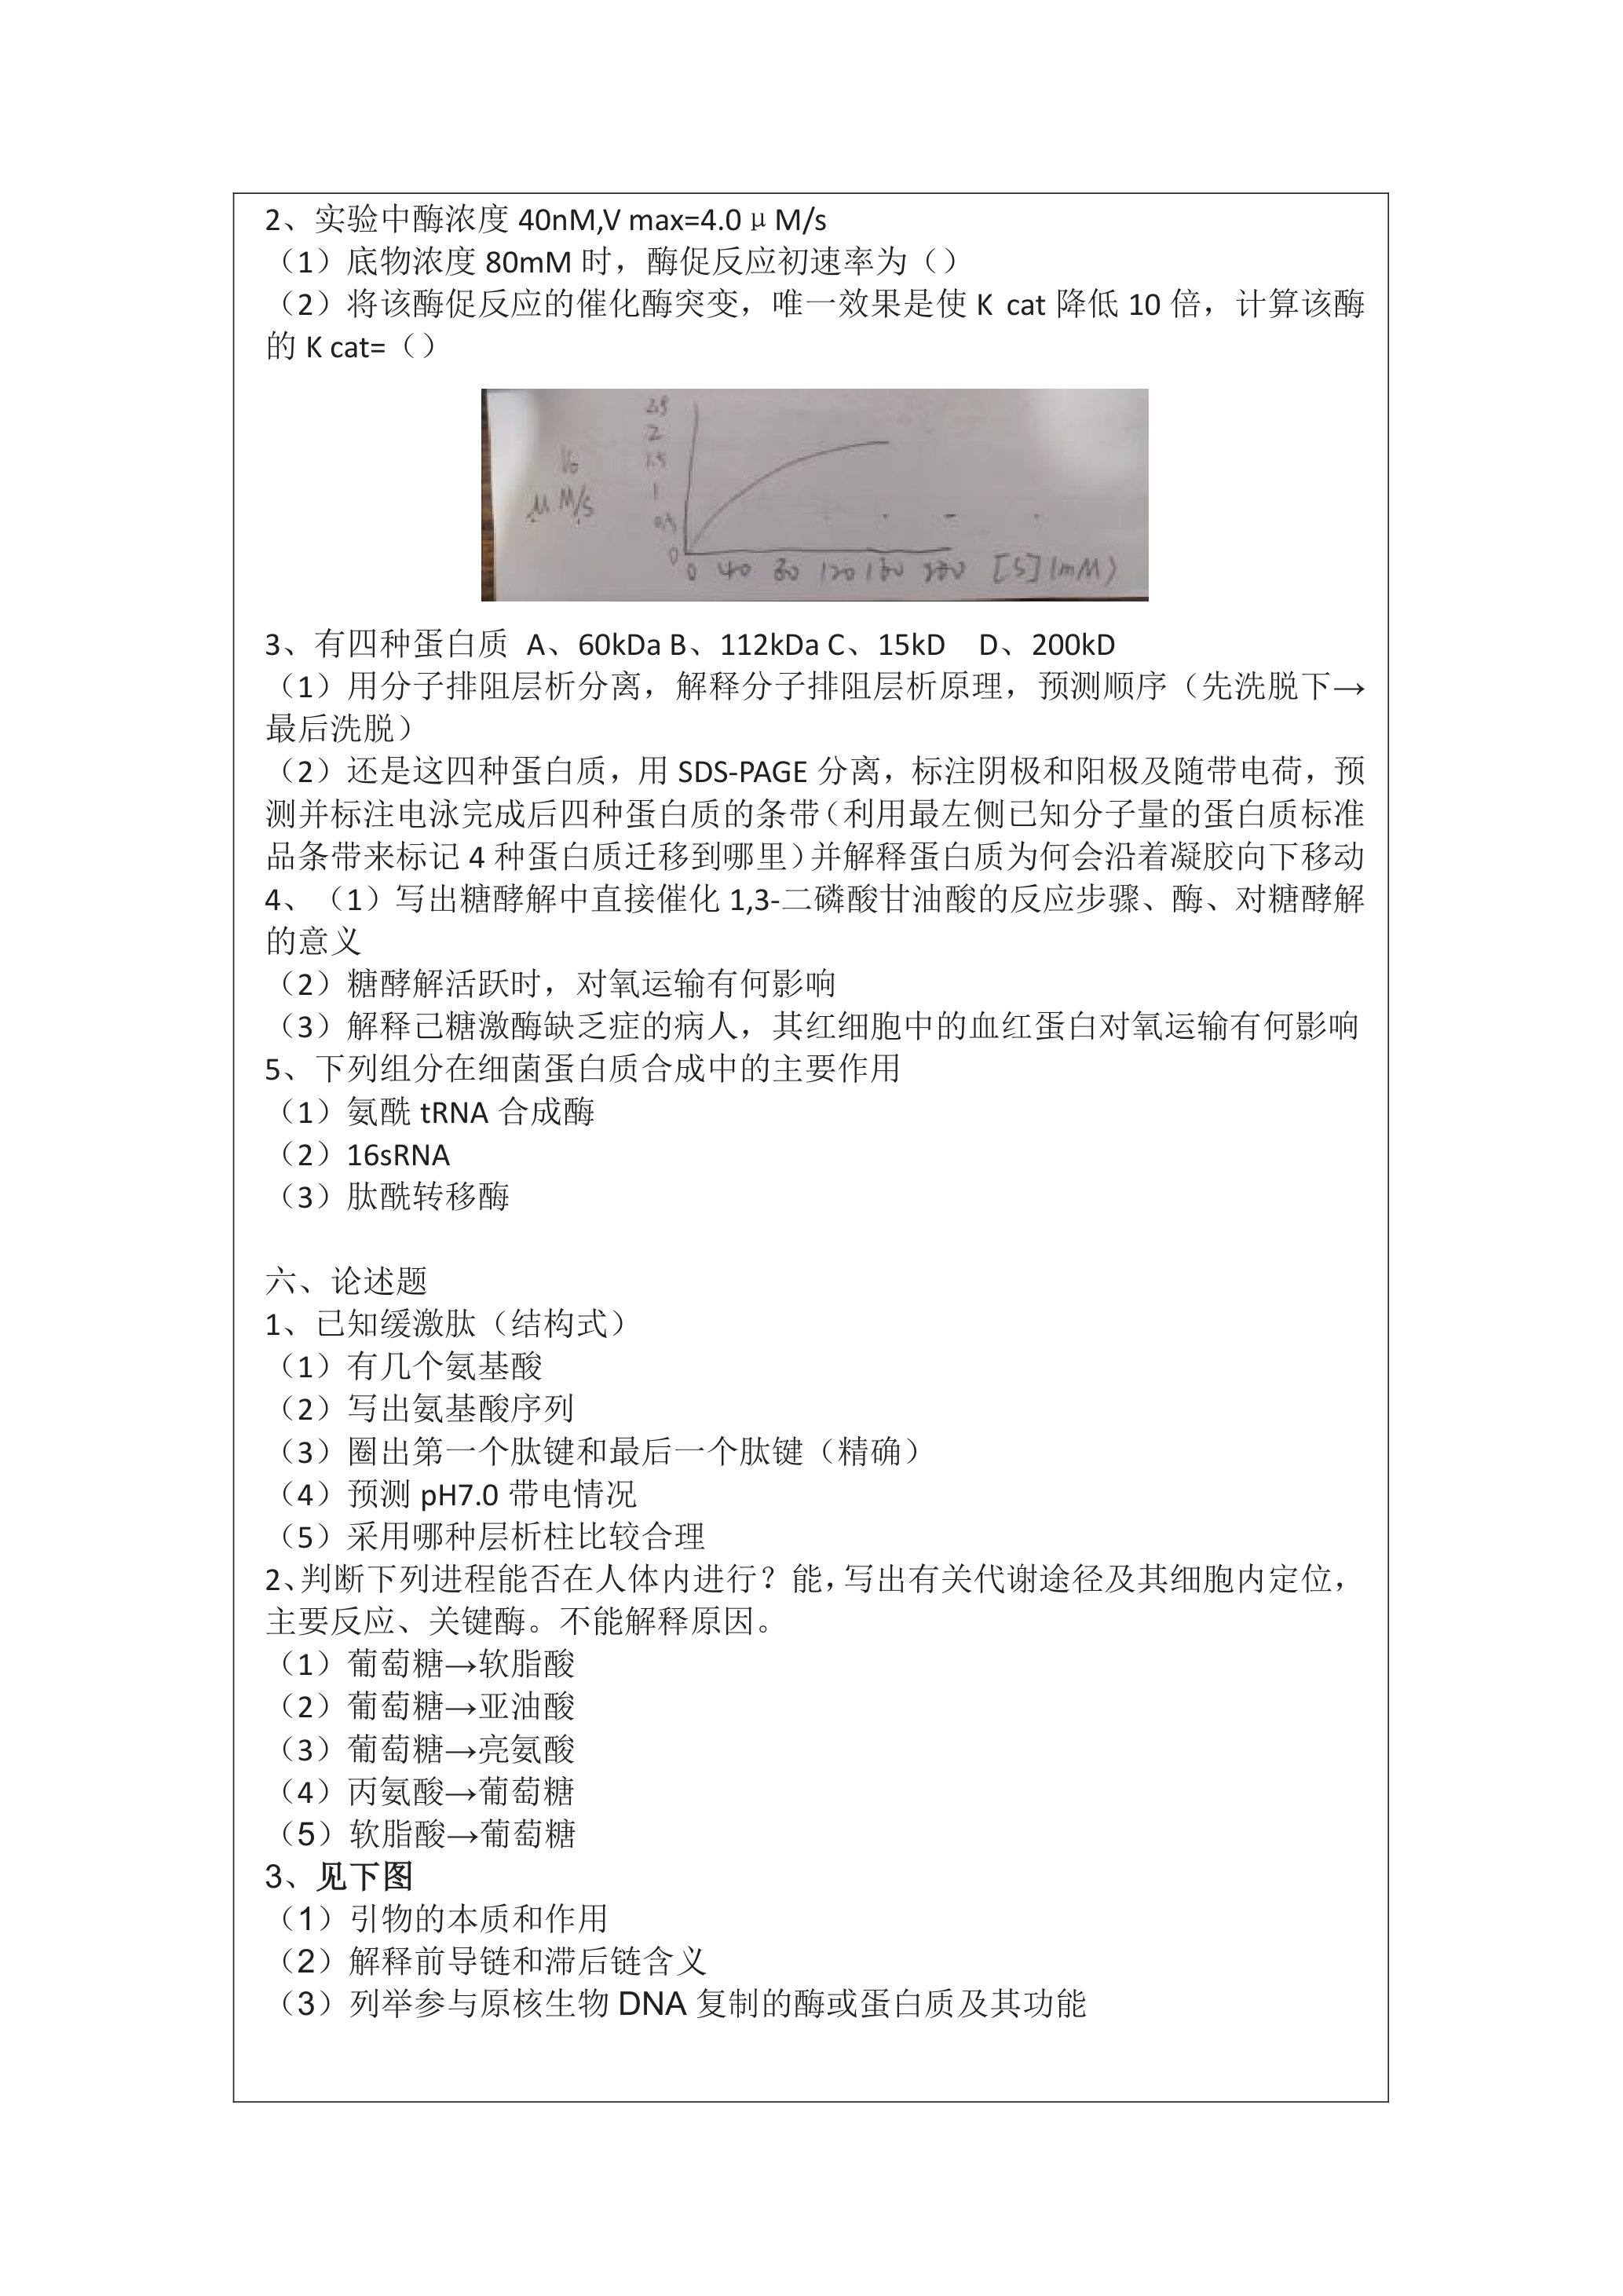 2、实验中酶浓度 40nM,V max=4.0μM/s
（1）底物浓度 80mM 时，酶促反应初速率为（）
（2）将该酶促反应的催化酶突变，唯一效果是使 K cat 降低 10 倍，计算该酶
的 K cat=（）
2
V₀
1.5
1
μM/s
0.5
0
0 40 80 120 160 [S](mM)
3、有四种蛋白质 A、60kDa B、112kDa C、15kD D、200kD
（1）用分子排阻层析分离，解释分子排阻层析原理，预测顺序（先洗脱下→
最后洗脱）
（2）还是这四种蛋白质，用 SDS-PAGE 分离，标注阴极和阳极及随带电荷，预
测并标注电泳完成后四种蛋白质的条带（利用最左侧已知分子量的蛋白质标准
品条带来标记 4 种蛋白质迁移到哪里）并解释蛋白质为何会沿着凝胶向下移动
4、（1）写出糖酵解中直接催化 1,3-二磷酸甘油酸的反应步骤、酶、对糖酵解
的意义
（2）糖酵解活跃时，对氧运输有何影响
（3）解释己糖激酶缺乏症的病人，其红细胞中的血红蛋白对氧运输有何影响
5、下列组分在细菌蛋白质合成中的主要作用
（1）氨酰 tRNA 合成酶
（2）16sRNA
（3）肽酰转移酶
六、论述题
1、已知缓激肽（结构式）
（1）有几个氨基酸
（2）写出氨基酸序列
（3）圈出第一个肽键和最后一个肽键（精确）
（4）预测 pH7.0 带电情况
（5）采用哪种层析柱比较合理
2、判断下列进程能否在人体内进行？能，写出有关代谢途径及其细胞内定位，
主要反应、关键酶。不能解释原因。
（1）葡萄糖→软脂酸
（2）葡萄糖→亚油酸
（3）葡萄糖→亮氨酸
（4）丙氨酸→葡萄糖
（5）软脂酸→葡萄糖
3、见下图
（1）引物的本质和作用
（2）解释前导链和滞后链含义
（3）列举参与原核生物 DNA 复制的酶或蛋白质及其功能